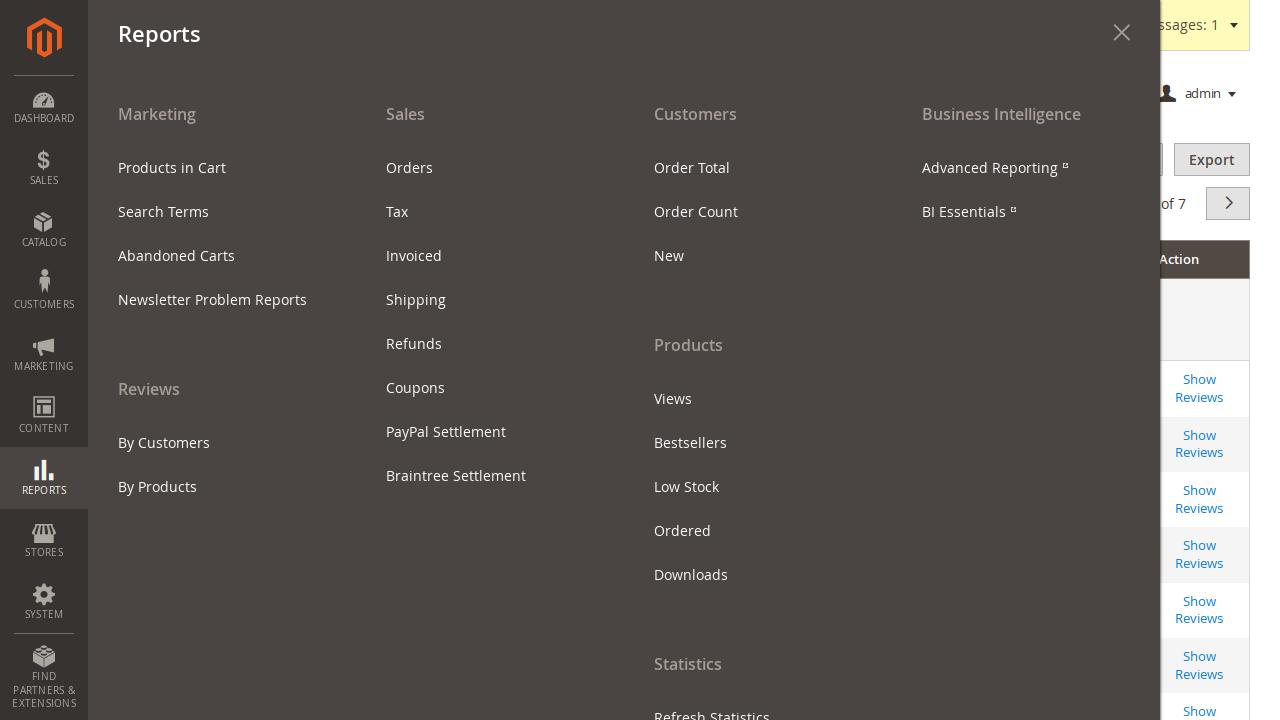 Reports
DASHBOARD
SALES
CATALOG
CUSTOMERS
MARKETING
CONTENT
REPORTS
STORES
SYSTEM
FIND
PARTNERS &
EXTENSIONS
Marketing
Products in Cart
Search Terms
Abandoned Carts
Newsletter Problem Reports
Reviews
By Customers
By Products
Sales
Orders
Tax
Invoiced
Shipping
Refunds
Coupons
PayPal Settlement
Braintree Settlement
Customers
Order Total
Order Count
New
Products
Views
Bestsellers
Low Stock
Ordered
Downloads
Statistics
Refresh Statistics
Business Intelligence
Advanced Reporting
BI Essentials
ssages: 1
admin
Export
of 7
Action
Show
Reviews
Show
Reviews
Show
Reviews
Show
Reviews
Show
Reviews
Show
Reviews
Show